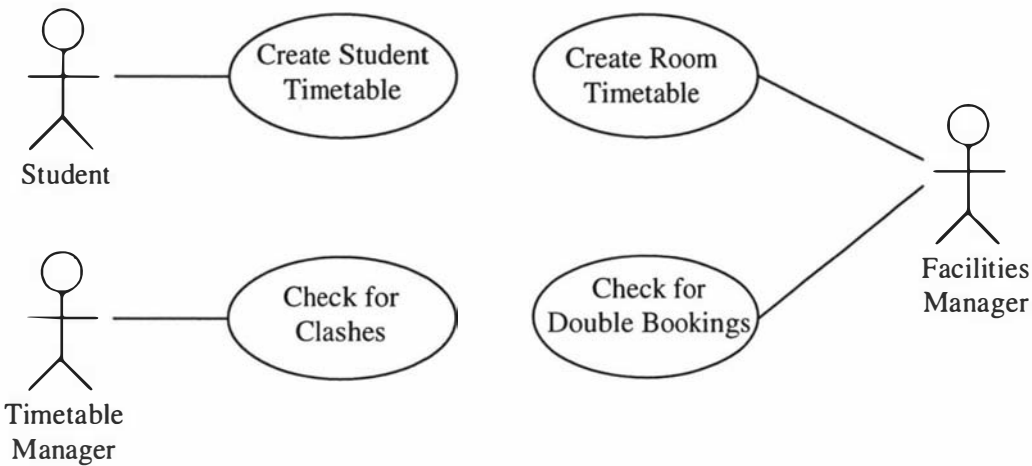 Create Student
Timetable
Create Room
Timetable
Student
Facilities
Manager
Check for
Clashes
Check for
Double Bookings
Timetable
Manager